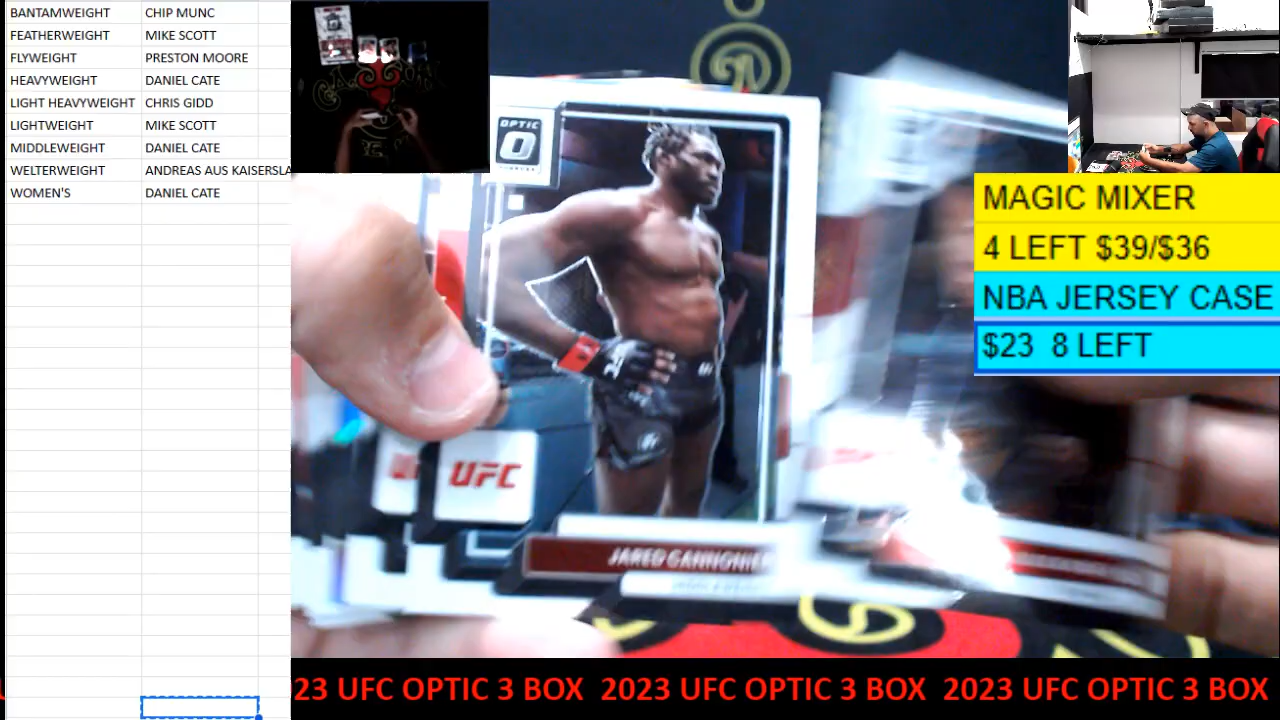 BANTAMWEIGHT CHIP MUNC
FEATHERWEIGHT MIKE SCOTT
FLYWEIGHT PRESTON MOORE
HEAVYWEIGHT DANIEL CATE
LIGHT HEAVYWEIGHT CHRIS GIDD
LIGHTWEIGHT MIKE SCOTT
MIDDLEWEIGHT DANIEL CATE
WELTERWEIGHT ANDREAS AUS KAISERSLA
WOMEN'S DANIEL CATE
OPTIC
UFC
JARED CANNONIER
MAGIC MIXER
4 LEFT $39/$36
NBA JERSEY CASE
$23 8 LEFT
23 UFC OPTIC 3 BOX 2023 UFC OPTIC 3 BOX 2023 UFC OPTIC 3 BOX